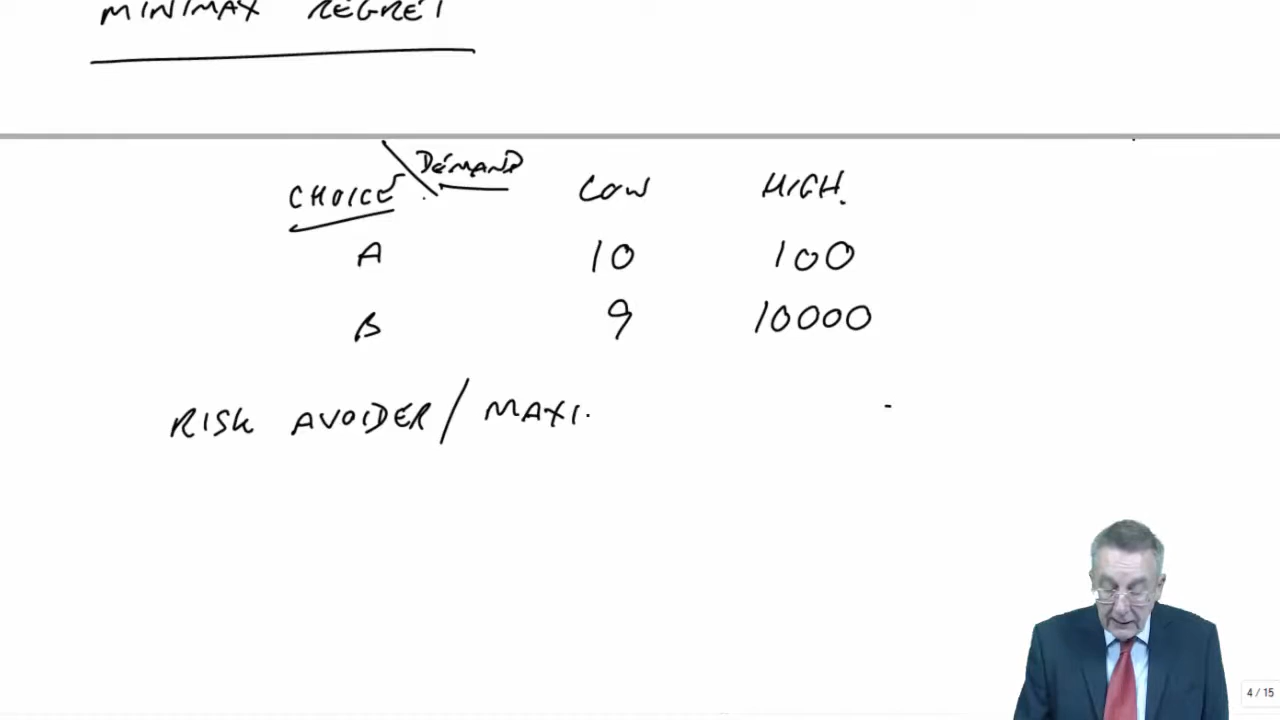 MINIMAX REGRET
DEMAND
CHOICE LOW HIGH.
A 10 100
B 9 10000
RISK AVOIDER / MAXI.
4 / 15